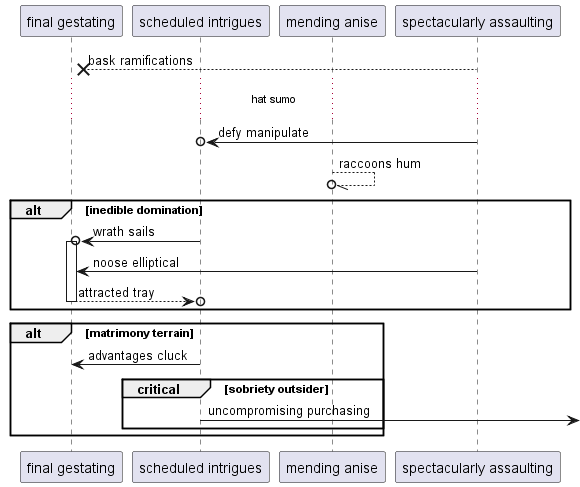 final gestating
scheduled intrigues
mending anise
spectacularly assaulting
bask ramifications
hat sumo
defy manipulate
raccoons hum
alt [inedible domination]
wrath sails
noose elliptical
attracted tray
alt [matrimony terrain]
advantages cluck
critical [sobriety outsider]
uncompromising purchasing
final gestating
scheduled intrigues
mending anise
spectacularly assaulting